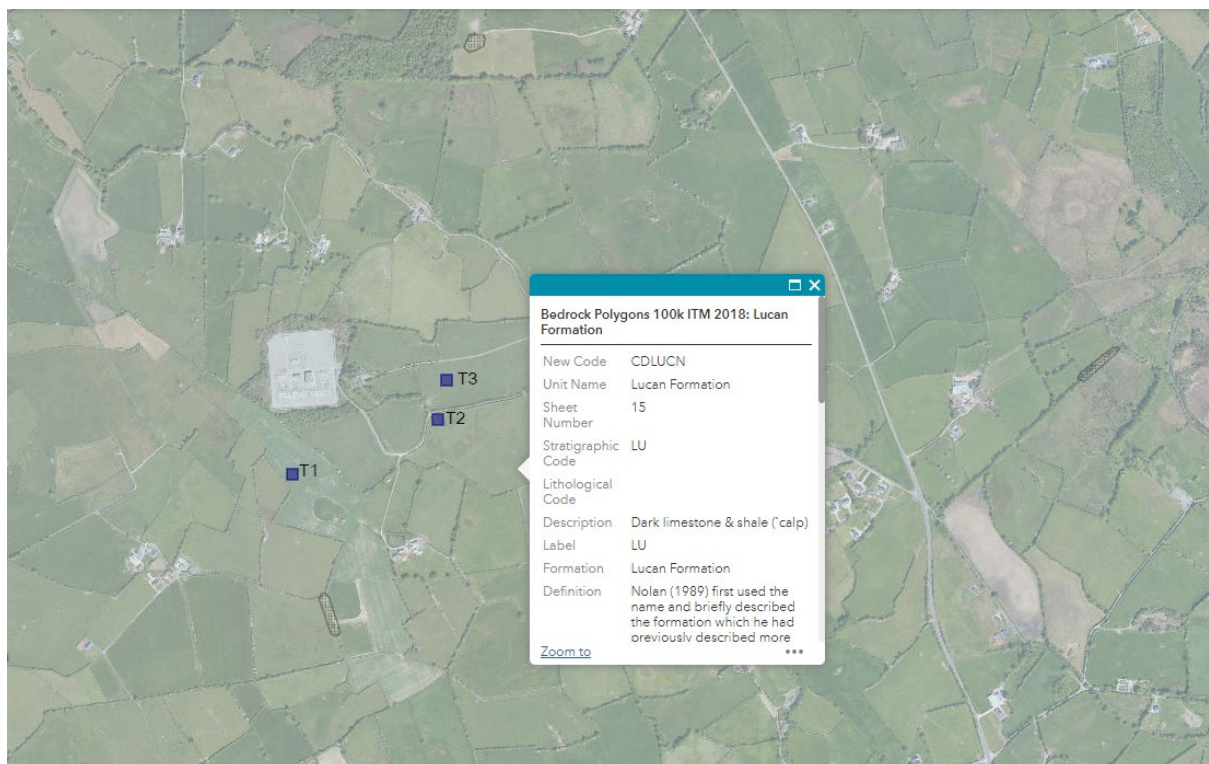 T3
T2
T1
Bedrock Polygons 100k ITM 2018: Lucan
Formation
New Code CDLUCN
Unit Name Lucan Formation
Sheet
Number 15
Stratigraphic LU
Code
Lithological
Code
Description Dark limestone & shale (`calp)
Label LU
Formation Lucan Formation
Definition Nolan (1989) first used the
name and briefly described
the formation which he had
previously described more
Zoom to